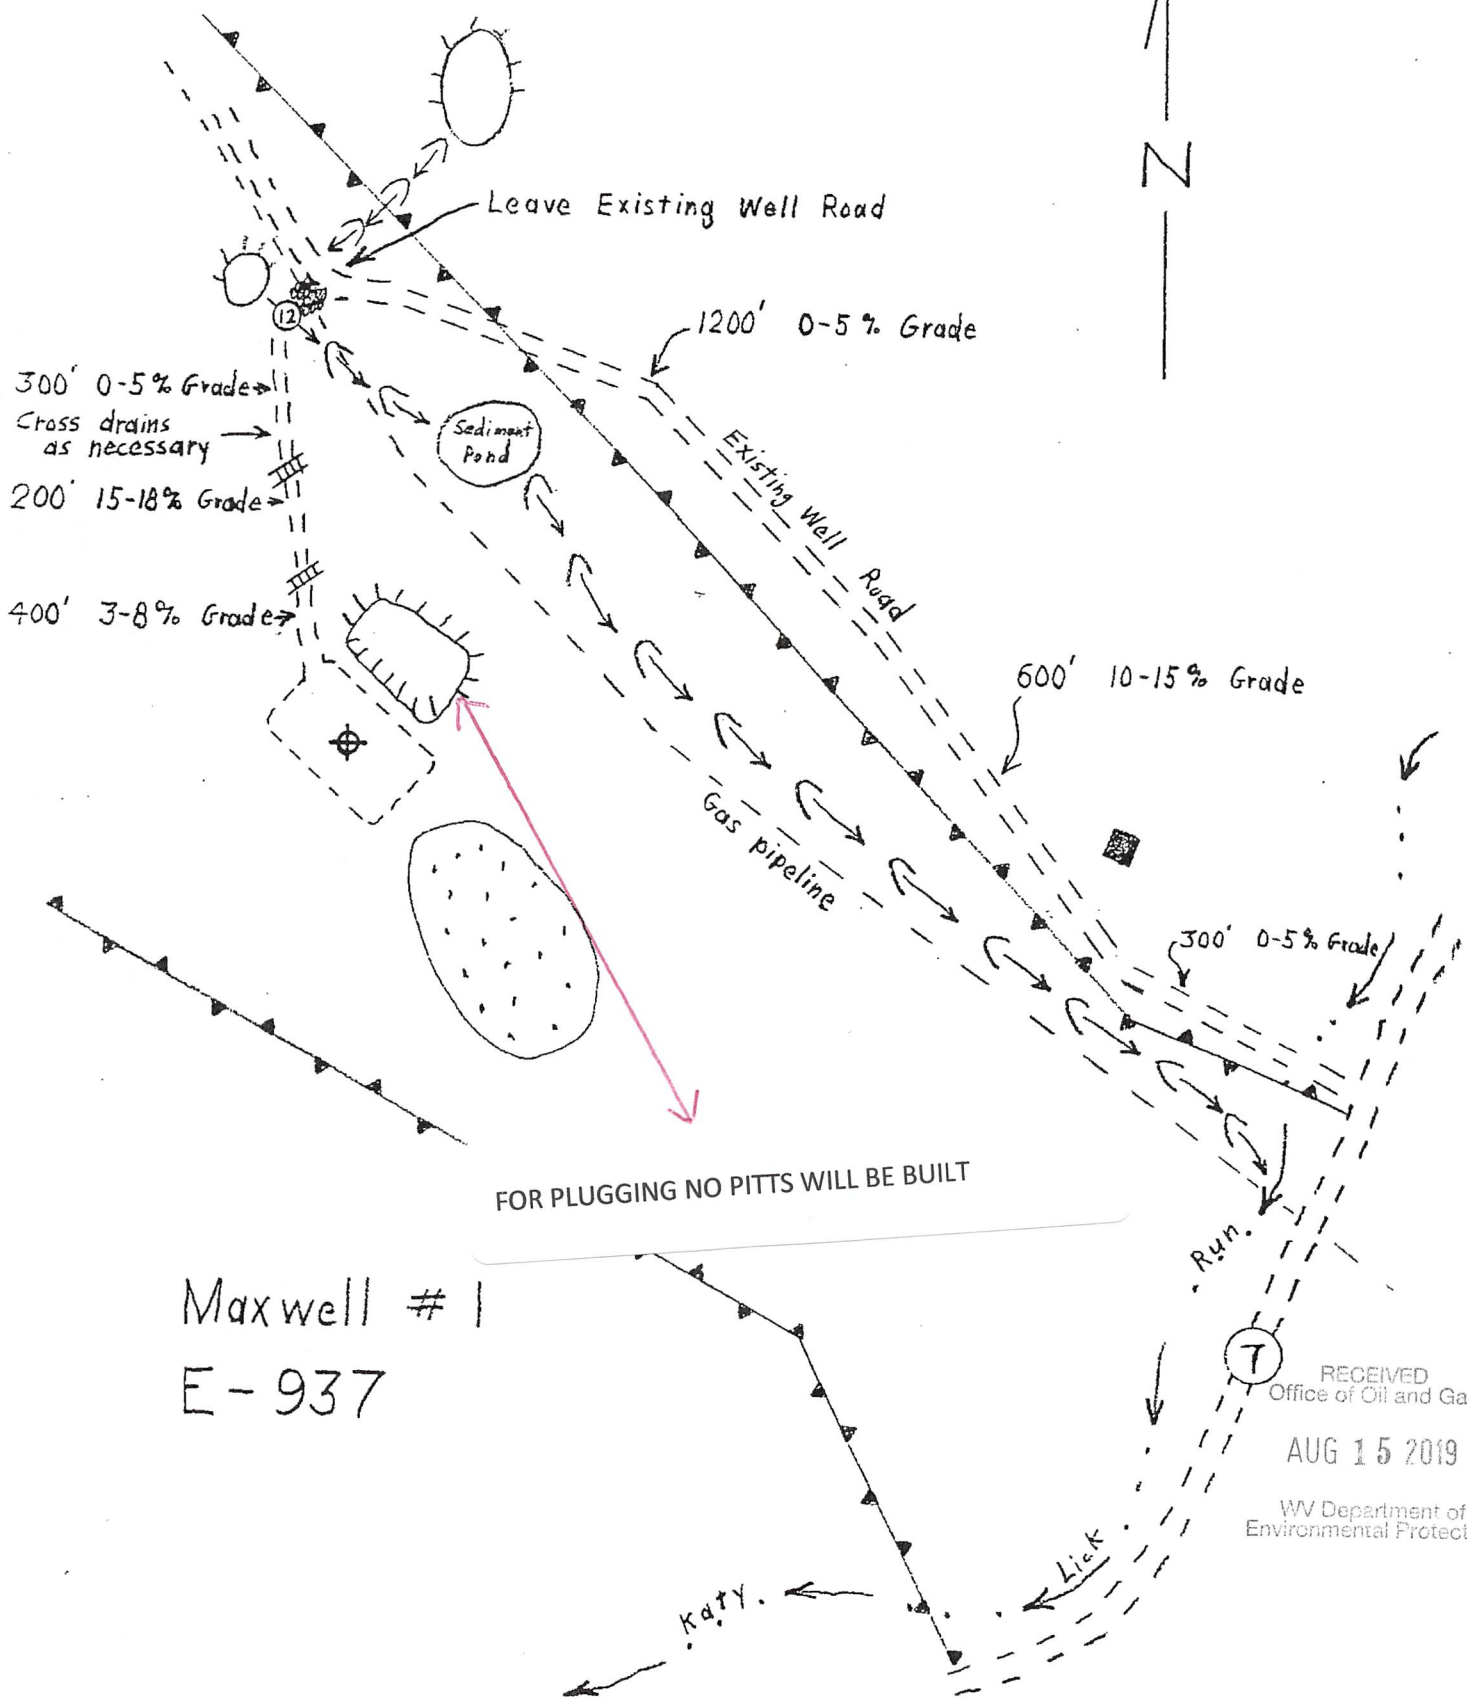 N
Leave Existing Well Road
12
1200' 0-5% Grade
300' 0-5% Grade
Cross drains
as necessary
200' 15-18% Grade
400' 3-8% Grade
Sediment
Pond
Existing Well Road
600' 10-15% Grade
Gas pipeline
300' 0-5% Grade
FOR PLUGGING NO PITTS WILL BE BUILT
Run
Maxwell # 1
E-937
7
RECEIVED
Office of Oil and Ga
AUG 15 2019
WV Department of
Environmental Protect
Lick
Katy